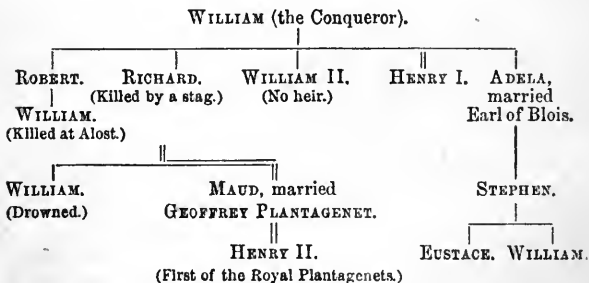 WILLIAM (the Conqueror).
ROBERT. RICHARD. WILLIAM II. HENRY I. ADELA,
(Killed by a stag.) (No heir.) married
WILLIAM. Earl of Blois.
(Killed at Alost.)
WILLIAM. MAUD, married STEPHEN.
(Drowned.) GEOFFREY PLANTAGENET.
HENRY II. EUSTACE. WILLIAM.
(First of the Royal Plantagenets.)